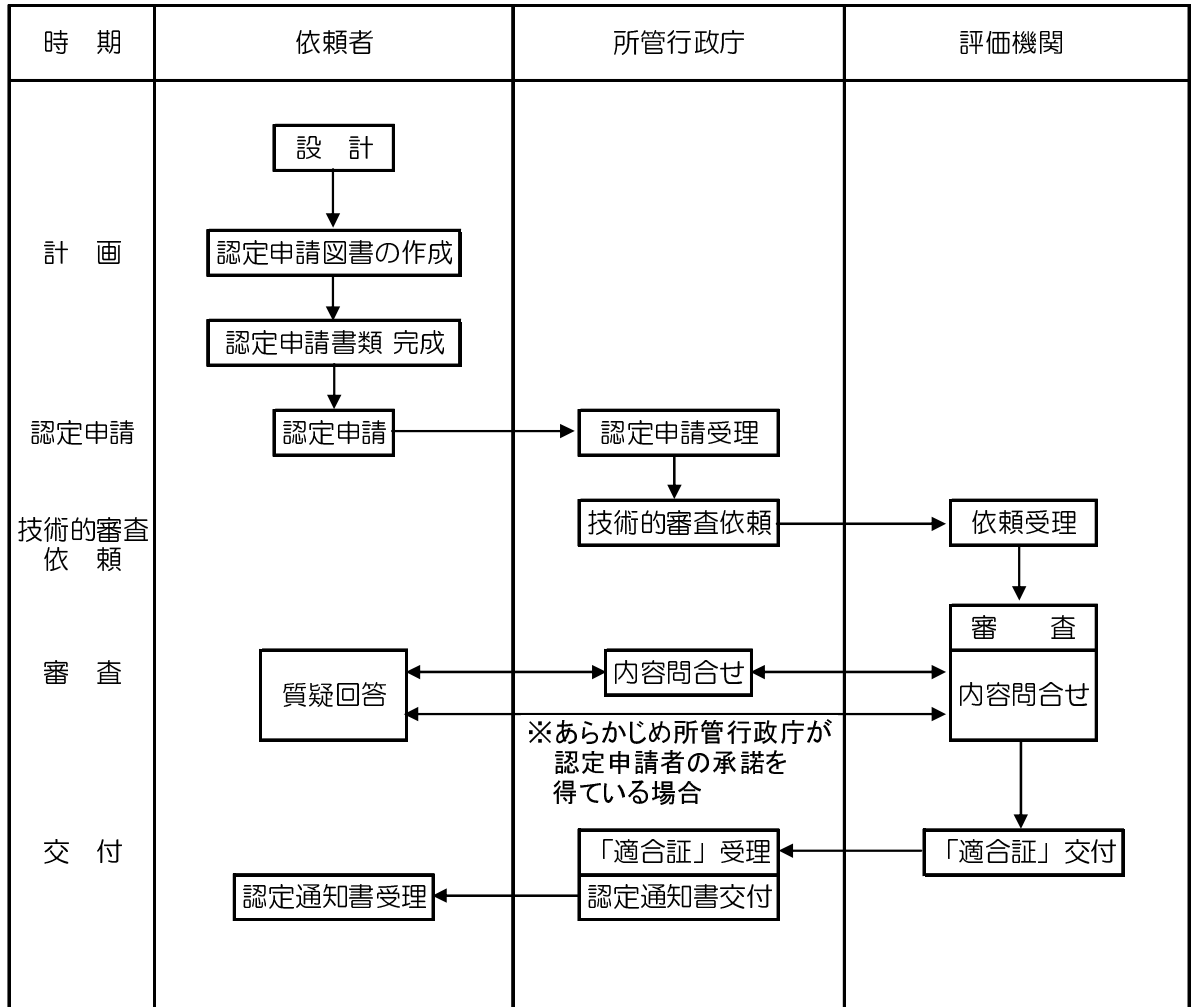 時　期
依頼者
所管行政庁
評価機関
設　計
計　画
認定申請図書の作成
認定申請書類 完成
認定申請
認定申請
認定申請受理
技術的審査
依　頼
技術的審査依頼
依頼受理
審　査
審　　査
質疑回答
内容問合せ
内容問合せ
※あらかじめ所管行政庁が
認定申請者の承諾を
得ている場合
交　付
「適合証」受理
「適合証」交付
認定通知書受理
認定通知書交付